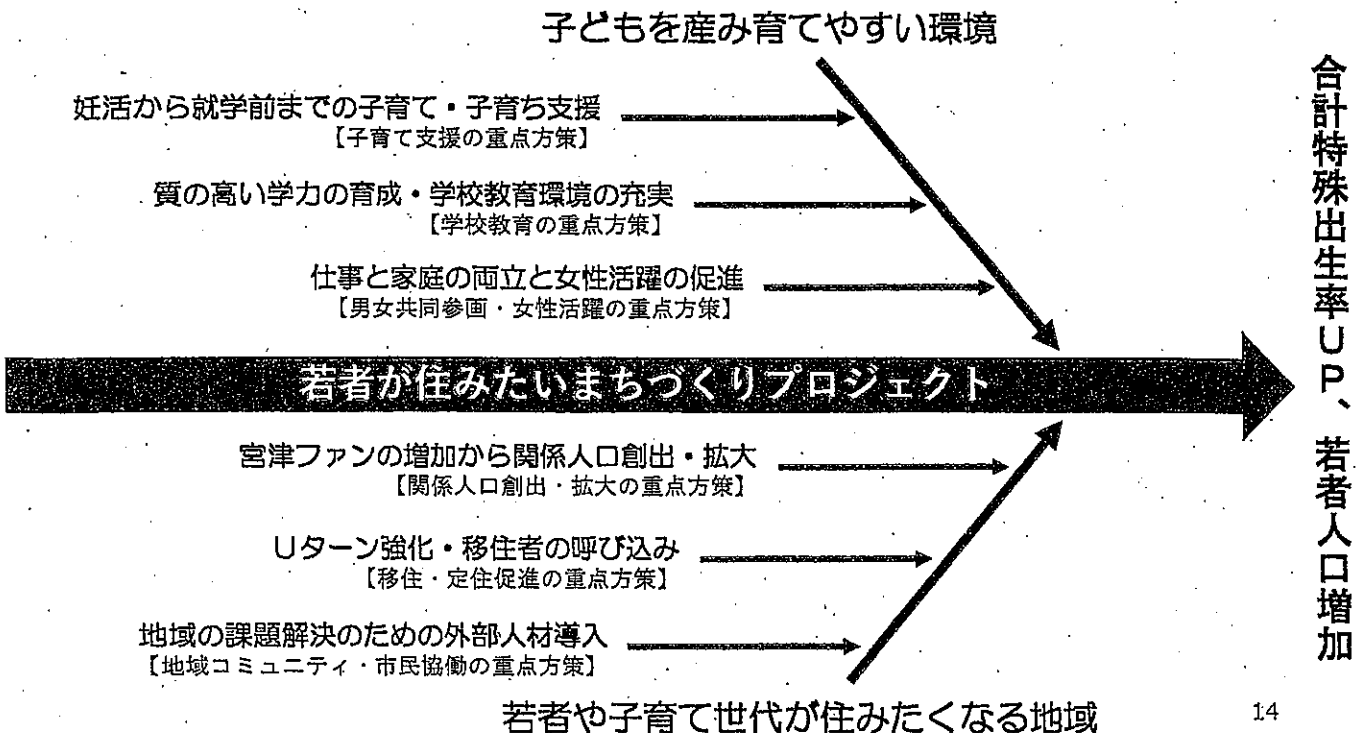 子どもを産み育てやすい環境
妊活から就学前までの子育て・子育ち支援
【子育て支援の重点方策】
質の高い学力の育成・学校教育環境の充実
【学校教育の重点方策】
仕事と家庭の両立と女性活躍の促進
【男女共同参画・女性活躍の重点方策】
若者が住みたいまちづくりプロジェクト
宮津ファンの増加から関係人口創出・拡大
【関係人口創出・拡大の重点方策】
Uターン強化・移住者の呼び込み
【移住・定住促進の重点方策】
地域の課題解決のための外部人材導入
【地域コミュニティ・市民協働の重点方策】
若者や子育て世代が住みたくなる地域
合計特殊出生率UP、若者人口増加
14